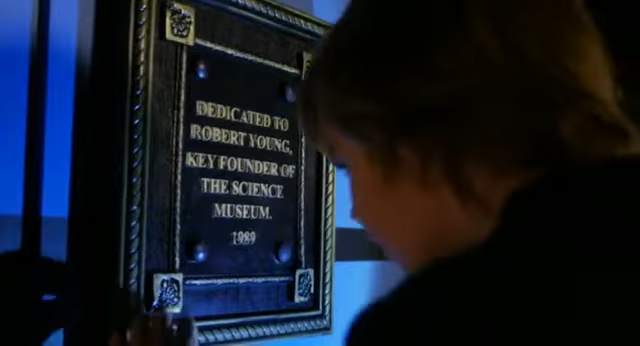 DEDICATED TO
ROBERT YOUNG,
KEY FOUNDER OF
THE SCIENCE
MUSEUM.
1989